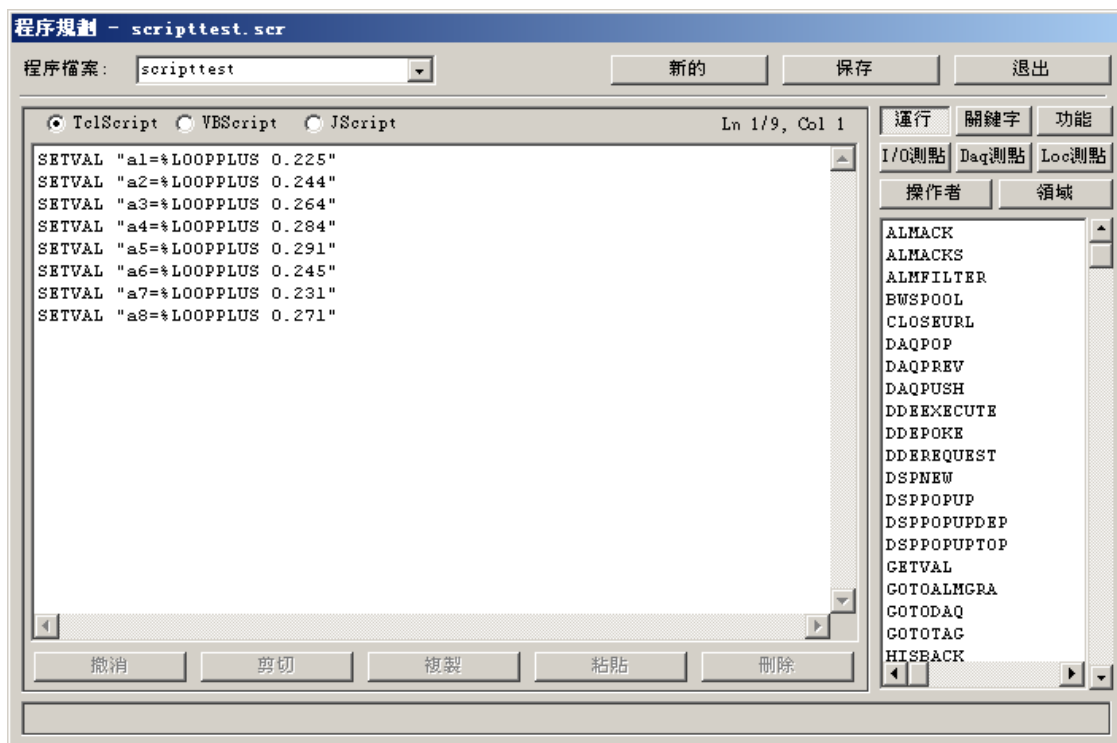 程序規劃 - scripttest.scr
程序檔案: scripttest 新的 保存 退出
TclScript VBScript JScript Ln 1/9, Col 1
SETVAL "a1=%LOOPPLUS 0.225"
SETVAL "a2=%LOOPPLUS 0.244"
SETVAL "a3=%LOOPPLUS 0.264"
SETVAL "a4=%LOOPPLUS 0.284"
SETVAL "a5=%LOOPPLUS 0.291"
SETVAL "a6=%LOOPPLUS 0.245"
SETVAL "a7=%LOOPPLUS 0.231"
SETVAL "a8=%LOOPPLUS 0.271"
撤消 剪切 複製 粘貼 刪除
運行 關鍵字 功能
I/O測點 Daq測點 Loc測點
操作者 領域
ALMACK
ALMACKS
ALMFILTER
BWSPOOL
CLOSEURL
DAQPOP
DAQPREV
DAQPUSH
DDEEXECUTE
DDEPOKE
DDEREQUEST
DSPNEW
DSPPOPUP
DSPPOPUPDEP
DSPPOPUPTOP
GETVAL
GOTOALMGRA
GOTODAQ
GOTOTAG
HISBACK